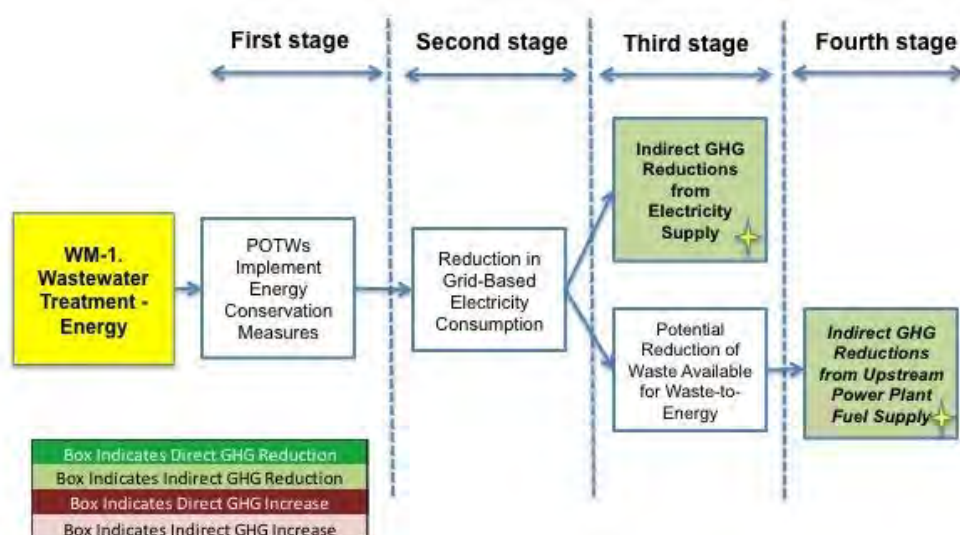 First stage
Second stage
Third stage
Fourth stage
WM-1.
Wastewater
Treatment -
Energy
POTWs
Implement
Energy
Conservation
Measures
Reduction in
Grid-Based
Electricity
Consumption
Indirect GHG
Reductions
from
Electricity
Supply
Potential
Reduction of
Waste Available
for Waste-to-
Energy
Indirect GHG
Reductions
from Upstream
Power Plant
Fuel Supply
Box Indicates Direct GHG Reduction
Box Indicates Indirect GHG Reduction
Box Indicates Direct GHG Increase
Box Indicates Indirect GHG Increase